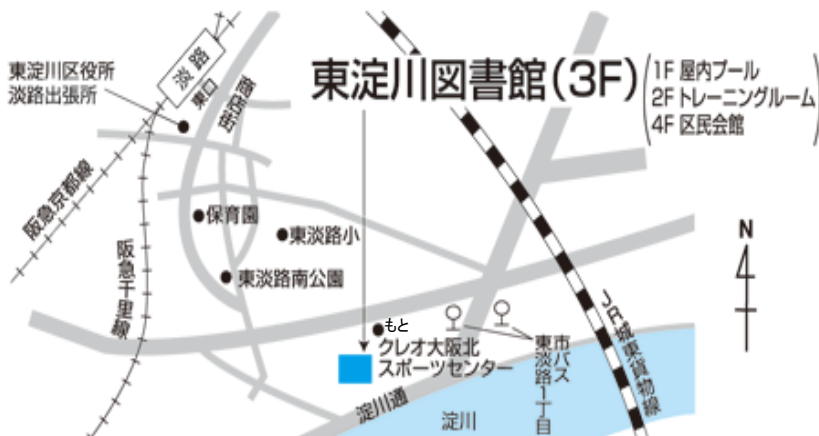 淡路
東口
商店街
東淀川区役所
淡路出張所
東淀川図書館(3F)
1F 屋内プール
2F トレーニングルーム
4F 区民会館
阪急京都線
阪急千里線
保育園
東淡路小
東淡路南公園
N
もと
クレオ大阪北
スポーツセンター
市バス
東淡路1丁目
JR城東貨物線
淀川通
淀川